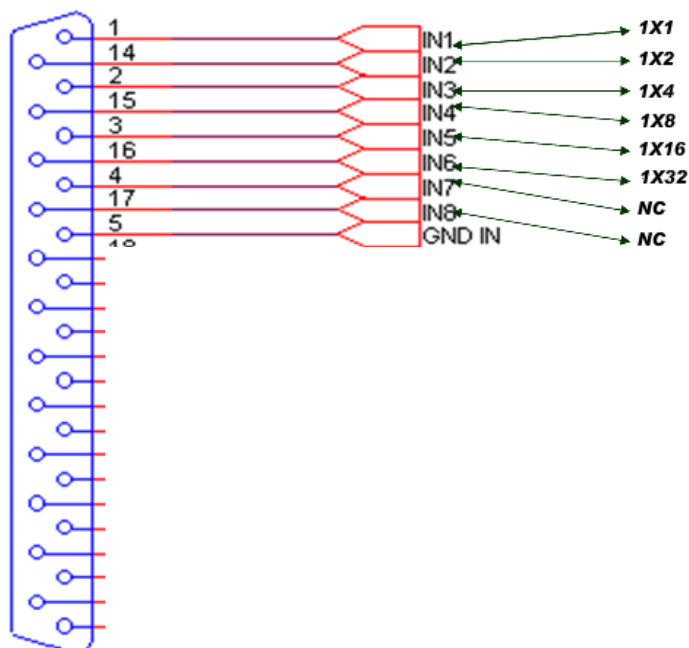 1 IN1 1X1
14 IN2 1X2
2 IN3 1X4
15 IN4 1X8
3 IN5 1X16
16 IN6 1X32
4 IN7 NC
17 IN8 NC
5 GND IN